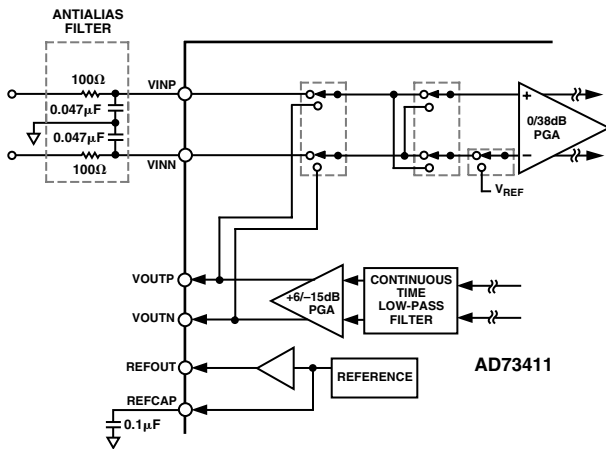 ANTIALIAS
FILTER
100Ω
VINP
0.047μF
0.047μF
VINN
100Ω
+
0/38dB
PGA
–
VREF
VOUTP
+6/–15dB
PGA
CONTINUOUS
TIME
LOW-PASS
FILTER
VOUTN
REFOUT
REFERENCE
AD73411
REFCAP
0.1μF